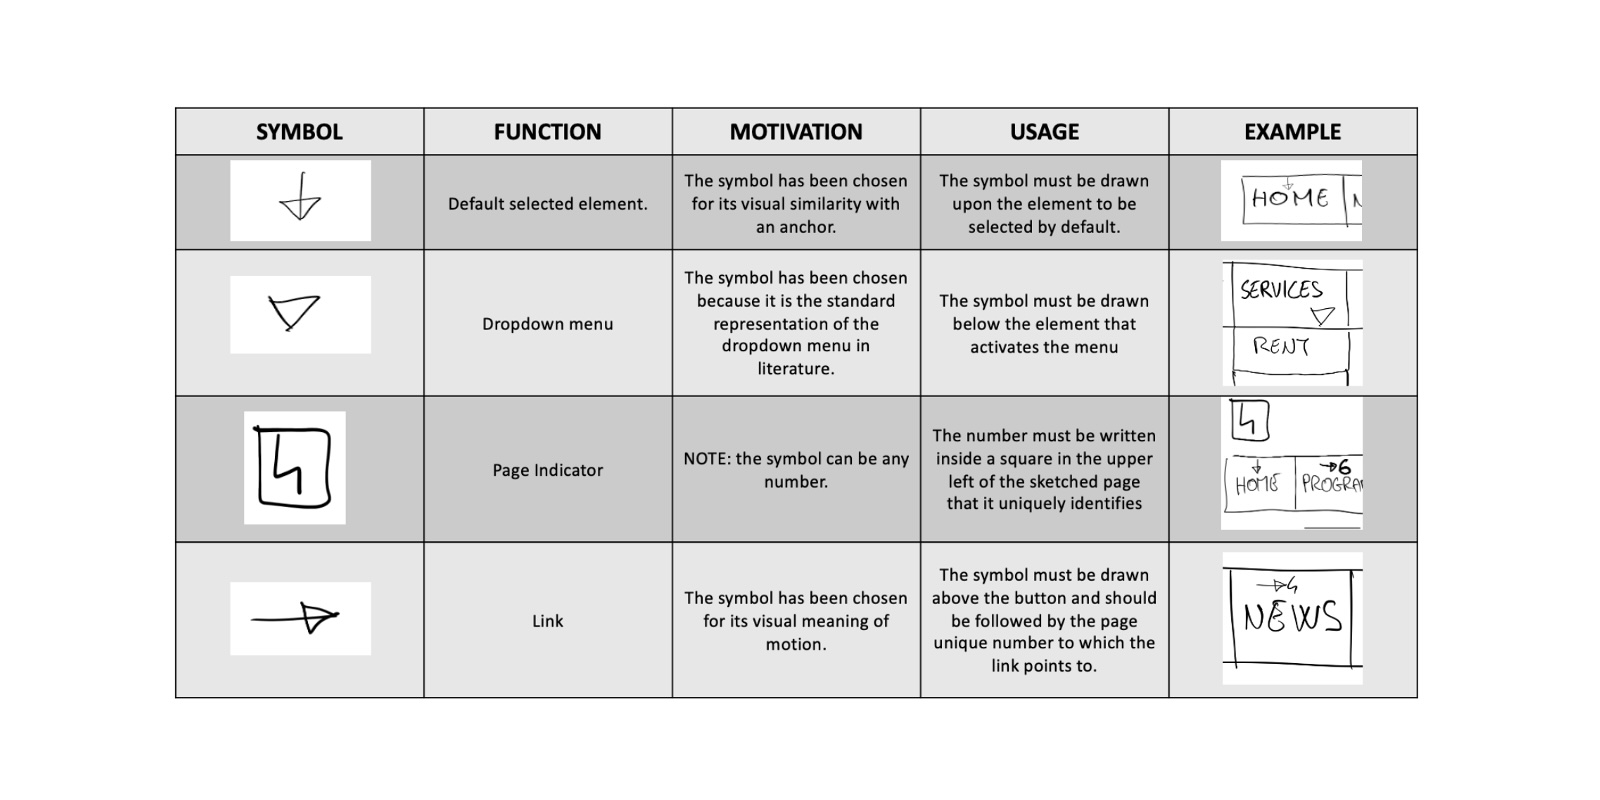 SYMBOL
FUNCTION
MOTIVATION
USAGE
EXAMPLE
Default selected element.
The symbol has been chosen
for its visual similarity with
an anchor.
The symbol must be drawn
upon the element to be
selected by default.
HOME N
Dropdown menu
The symbol has been chosen
because it is the standard
representation of the
dropdown menu in
literature.
The symbol must be drawn
below the element that
activates the menu
SERVICES
RENT
4
Page Indicator
NOTE: the symbol can be any
number.
The number must be written
inside a square in the upper
left of the sketched page
that it uniquely identifies
4
6
HOME PROGRA
Link
The symbol has been chosen
for its visual meaning of
motion.
The symbol must be drawn
above the button and should
be followed by the page
unique number to which the
link points to.
4
NEWS